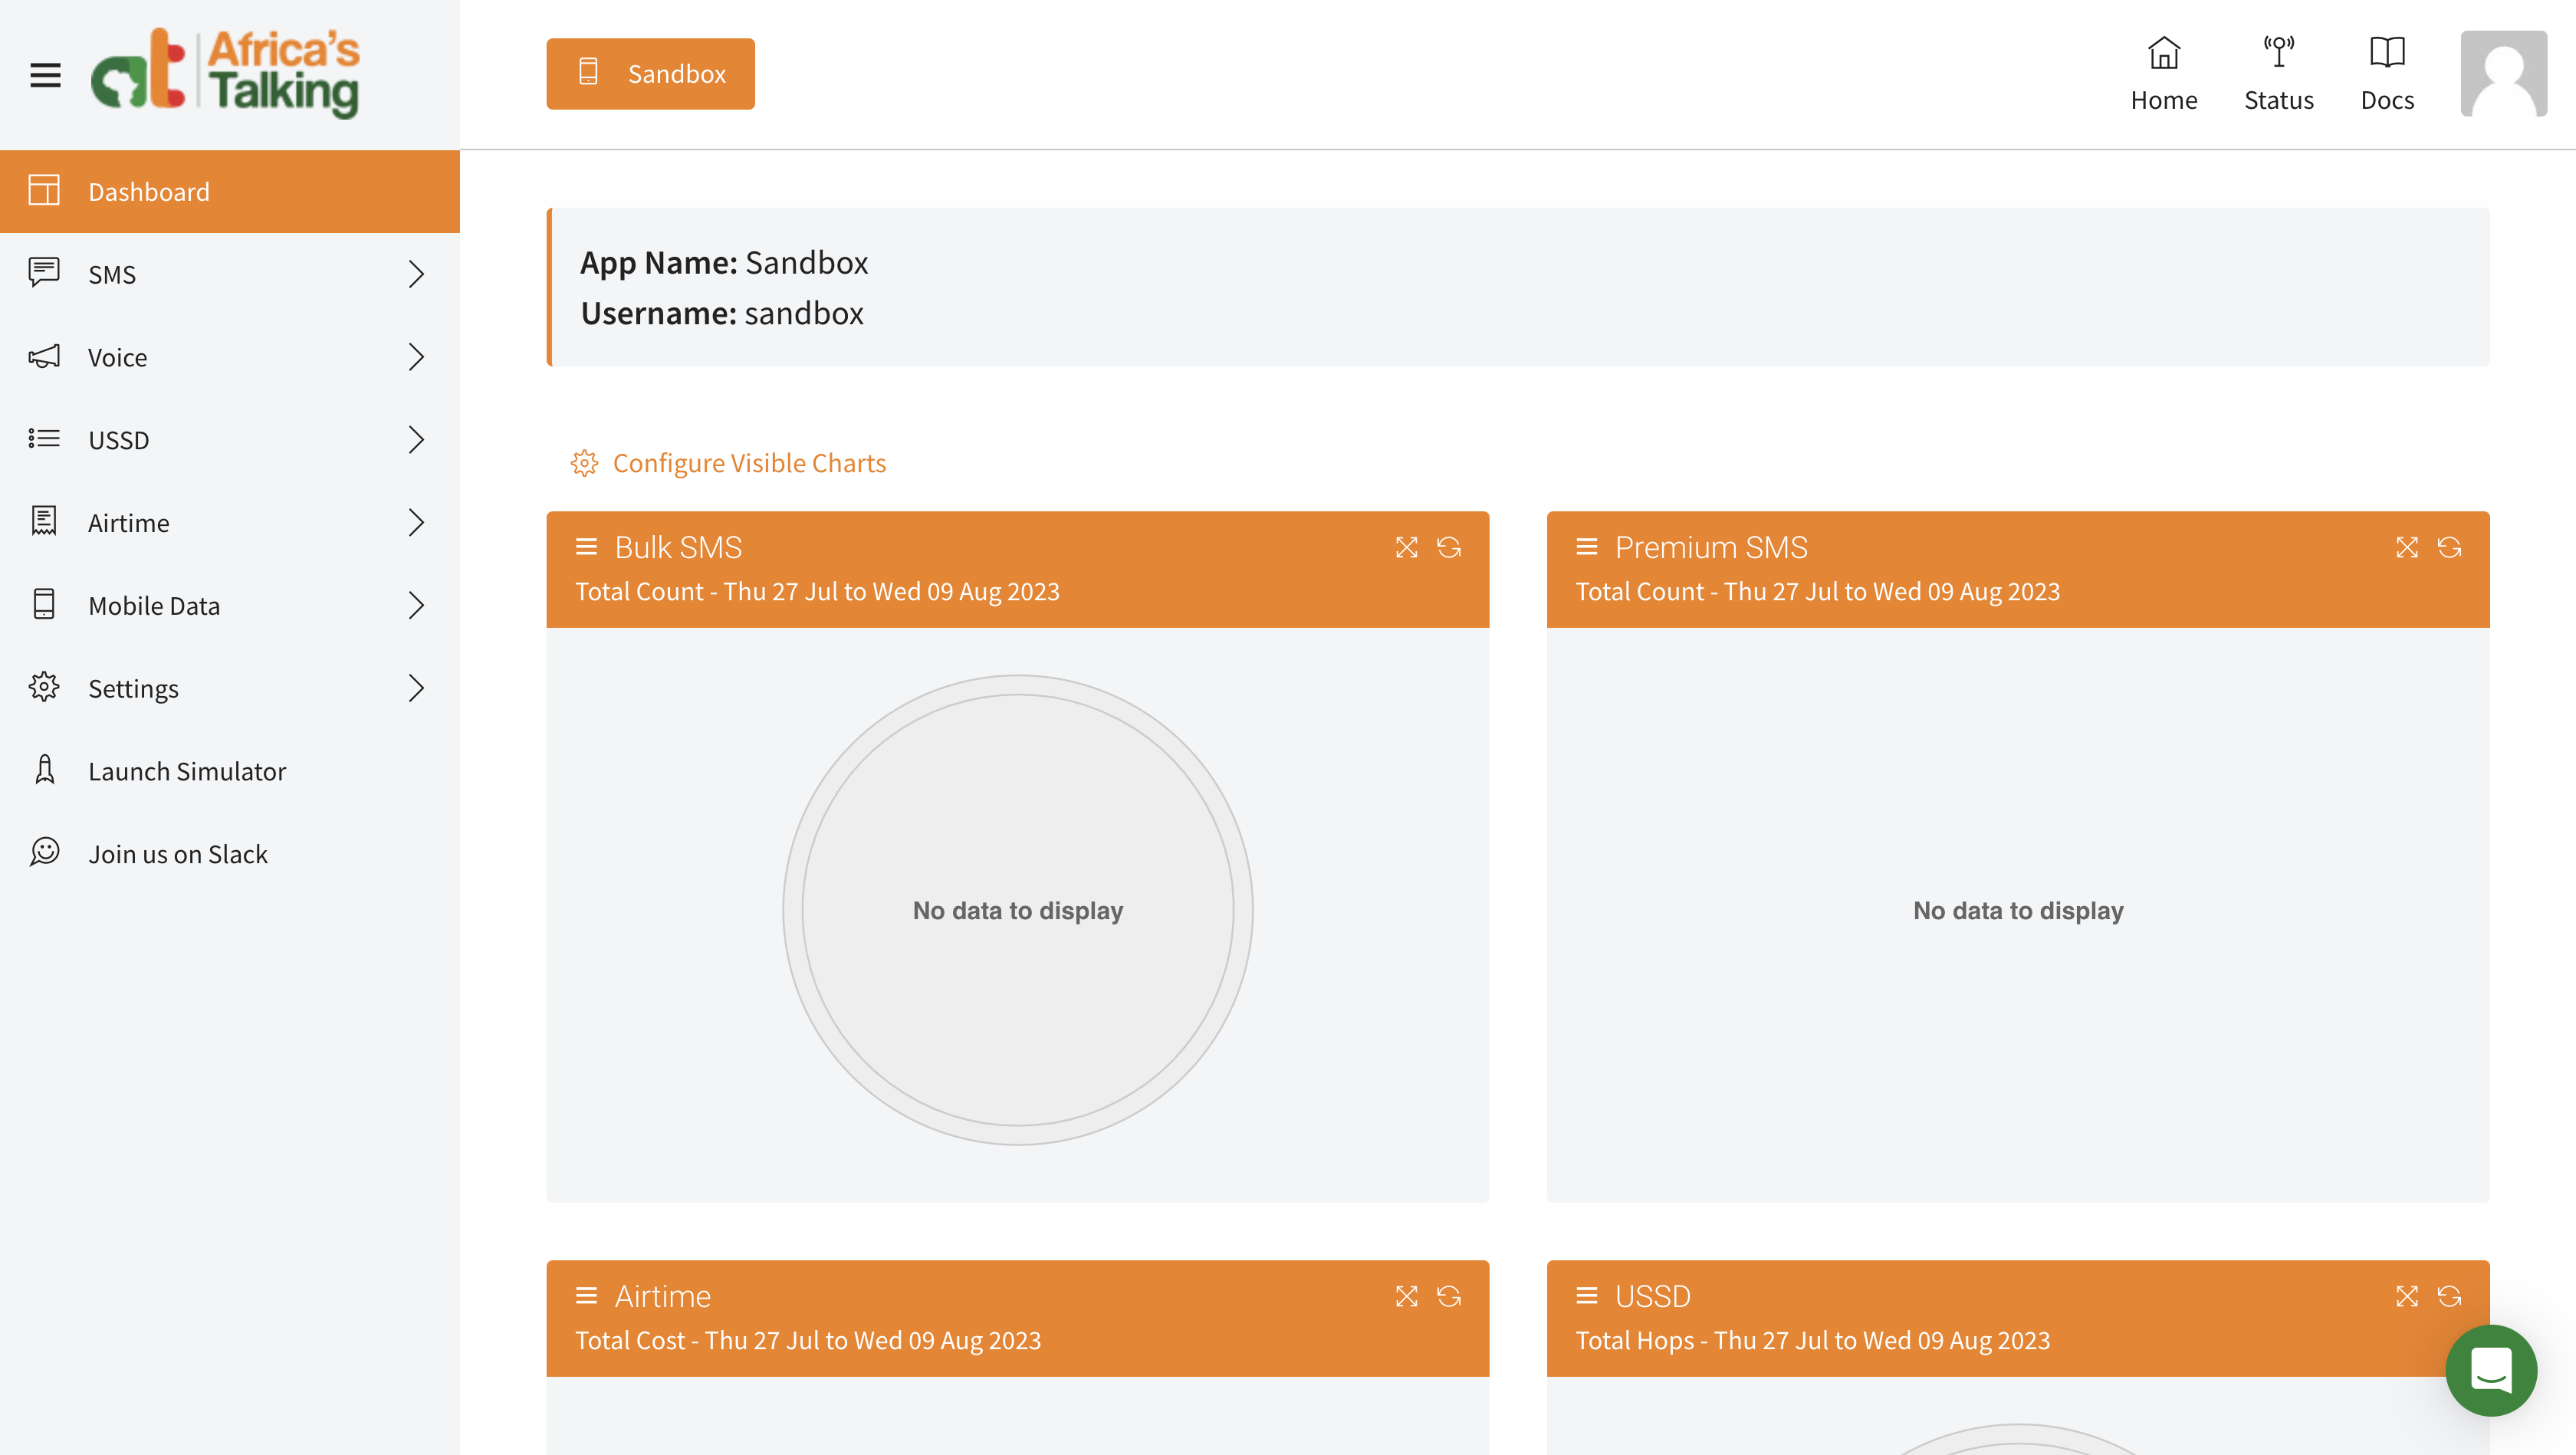 Africa's
Talking
Sandbox
Home
Status
Docs
Dashboard
SMS
Voice
USSD
Airtime
Mobile Data
Settings
Launch Simulator
Join us on Slack
App Name: Sandbox
Username: sandbox
Configure Visible Charts
Bulk SMS
Total Count - Thu 27 Jul to Wed 09 Aug 2023
No data to display
Premium SMS
Total Count - Thu 27 Jul to Wed 09 Aug 2023
No data to display
Airtime
Total Cost - Thu 27 Jul to Wed 09 Aug 2023
USSD
Total Hops - Thu 27 Jul to Wed 09 Aug 2023